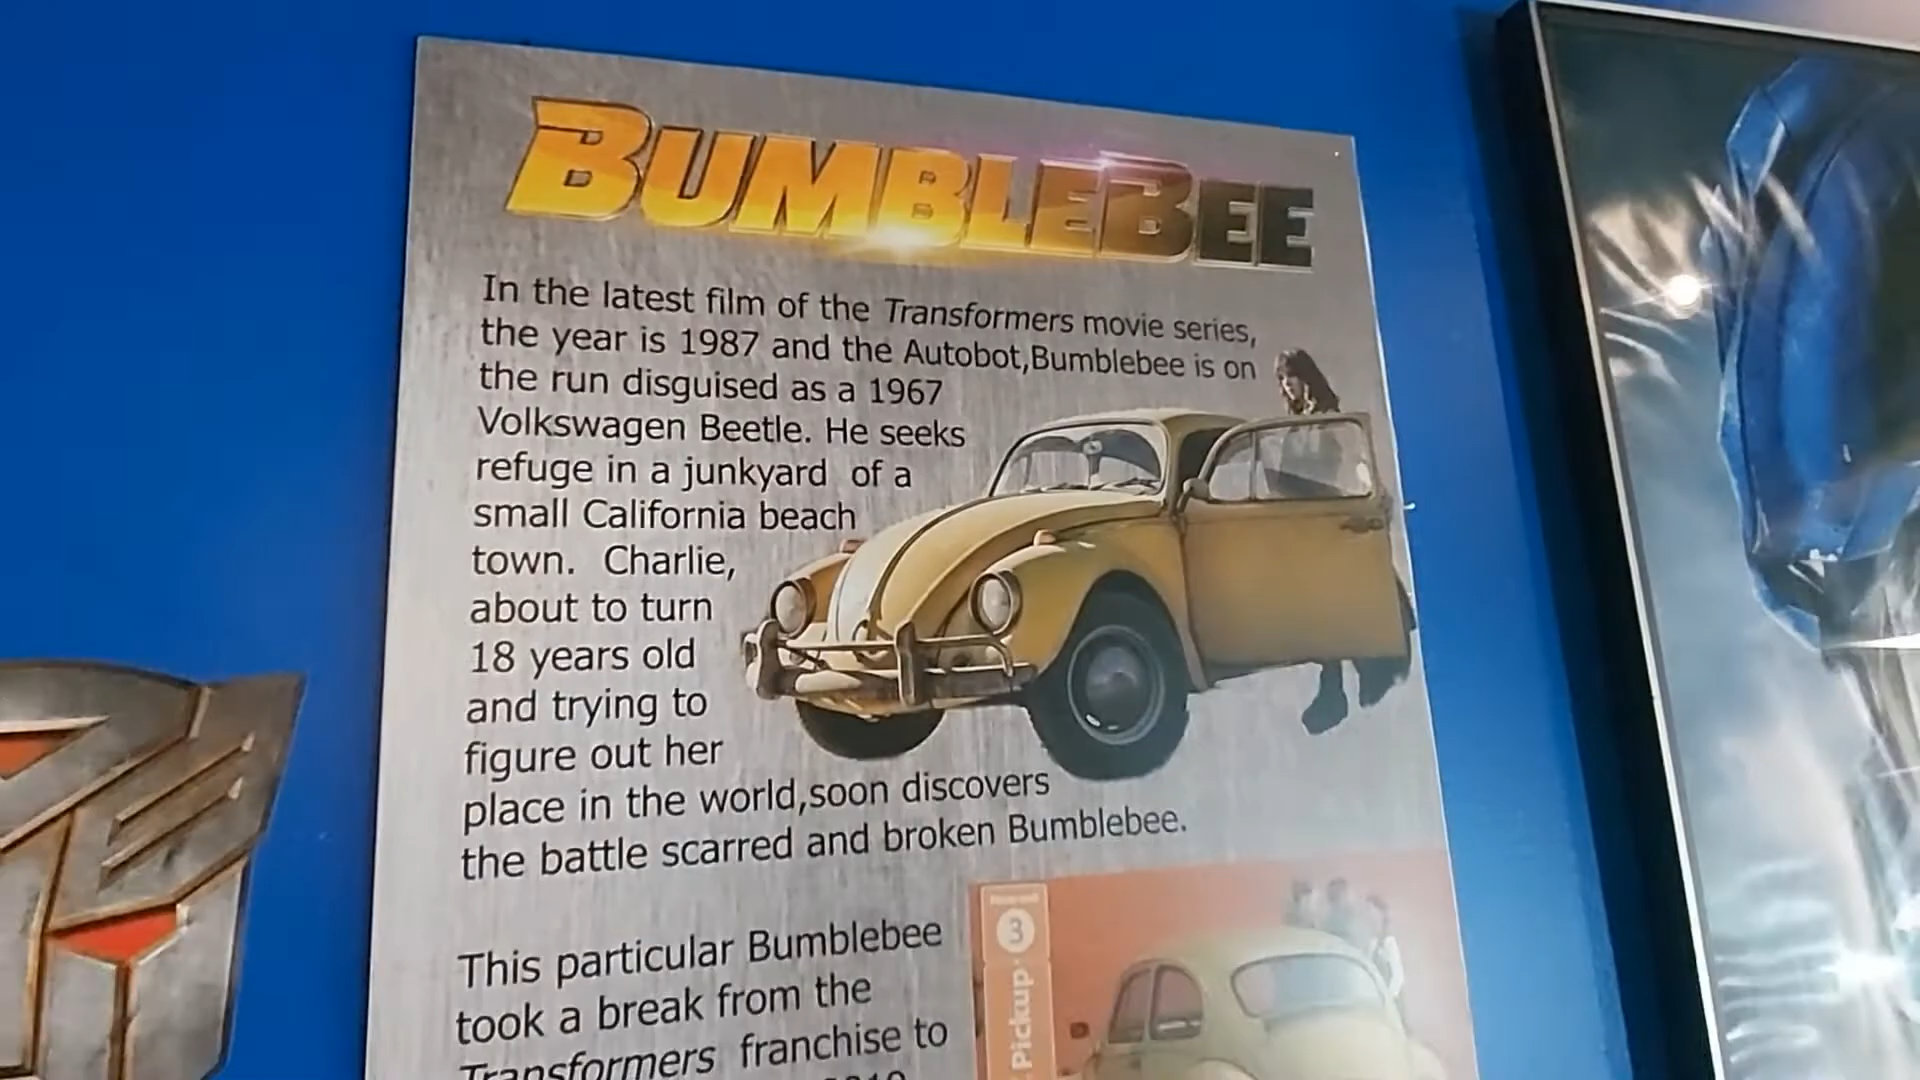 BUMBLEBEE
In the latest film of the Transformers movie series,
the year is 1987 and the Autobot,Bumblebee is on
the run disguised as a 1967
Volkswagen Beetle. He seeks
refuge in a junkyard of a
small California beach
town. Charlie,
about to turn
18 years old
and trying to
figure out her
place in the world,soon discovers
the battle scarred and broken Bumblebee.
This particular Bumblebee
took a break from the
Transformers franchise to
3
Pickup